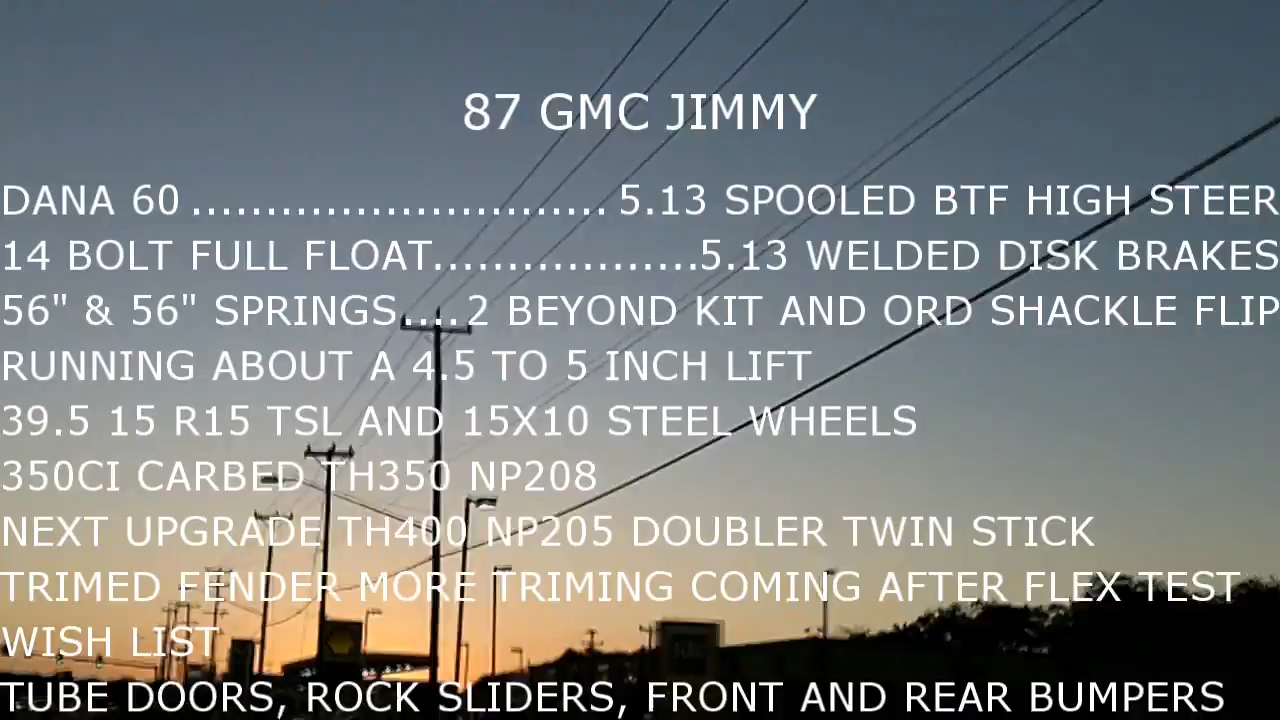 87 GMC JIMMY
DANA 60 ............................ 5.13 SPOOLED BTF HIGH STEER
14 BOLT FULL FLOAT..................5.13 WELDED DISK BRAKES
56" & 56" SPRINGS....2 BEYOND KIT AND ORD SHACKLE FLIP
RUNNING ABOUT A 4.5 TO 5 INCH LIFT
39.5 15 R15 TSL AND 15X10 STEEL WHEELS
350CI CARBED TH350 NP208
NEXT UPGRADE TH400 NP205 DOUBLER TWIN STICK
TRIMED FENDER MORE TRIMING COMING AFTER FLEX TEST
WISH LIST
TUBE DOORS, ROCK SLIDERS, FRONT AND REAR BUMPERS